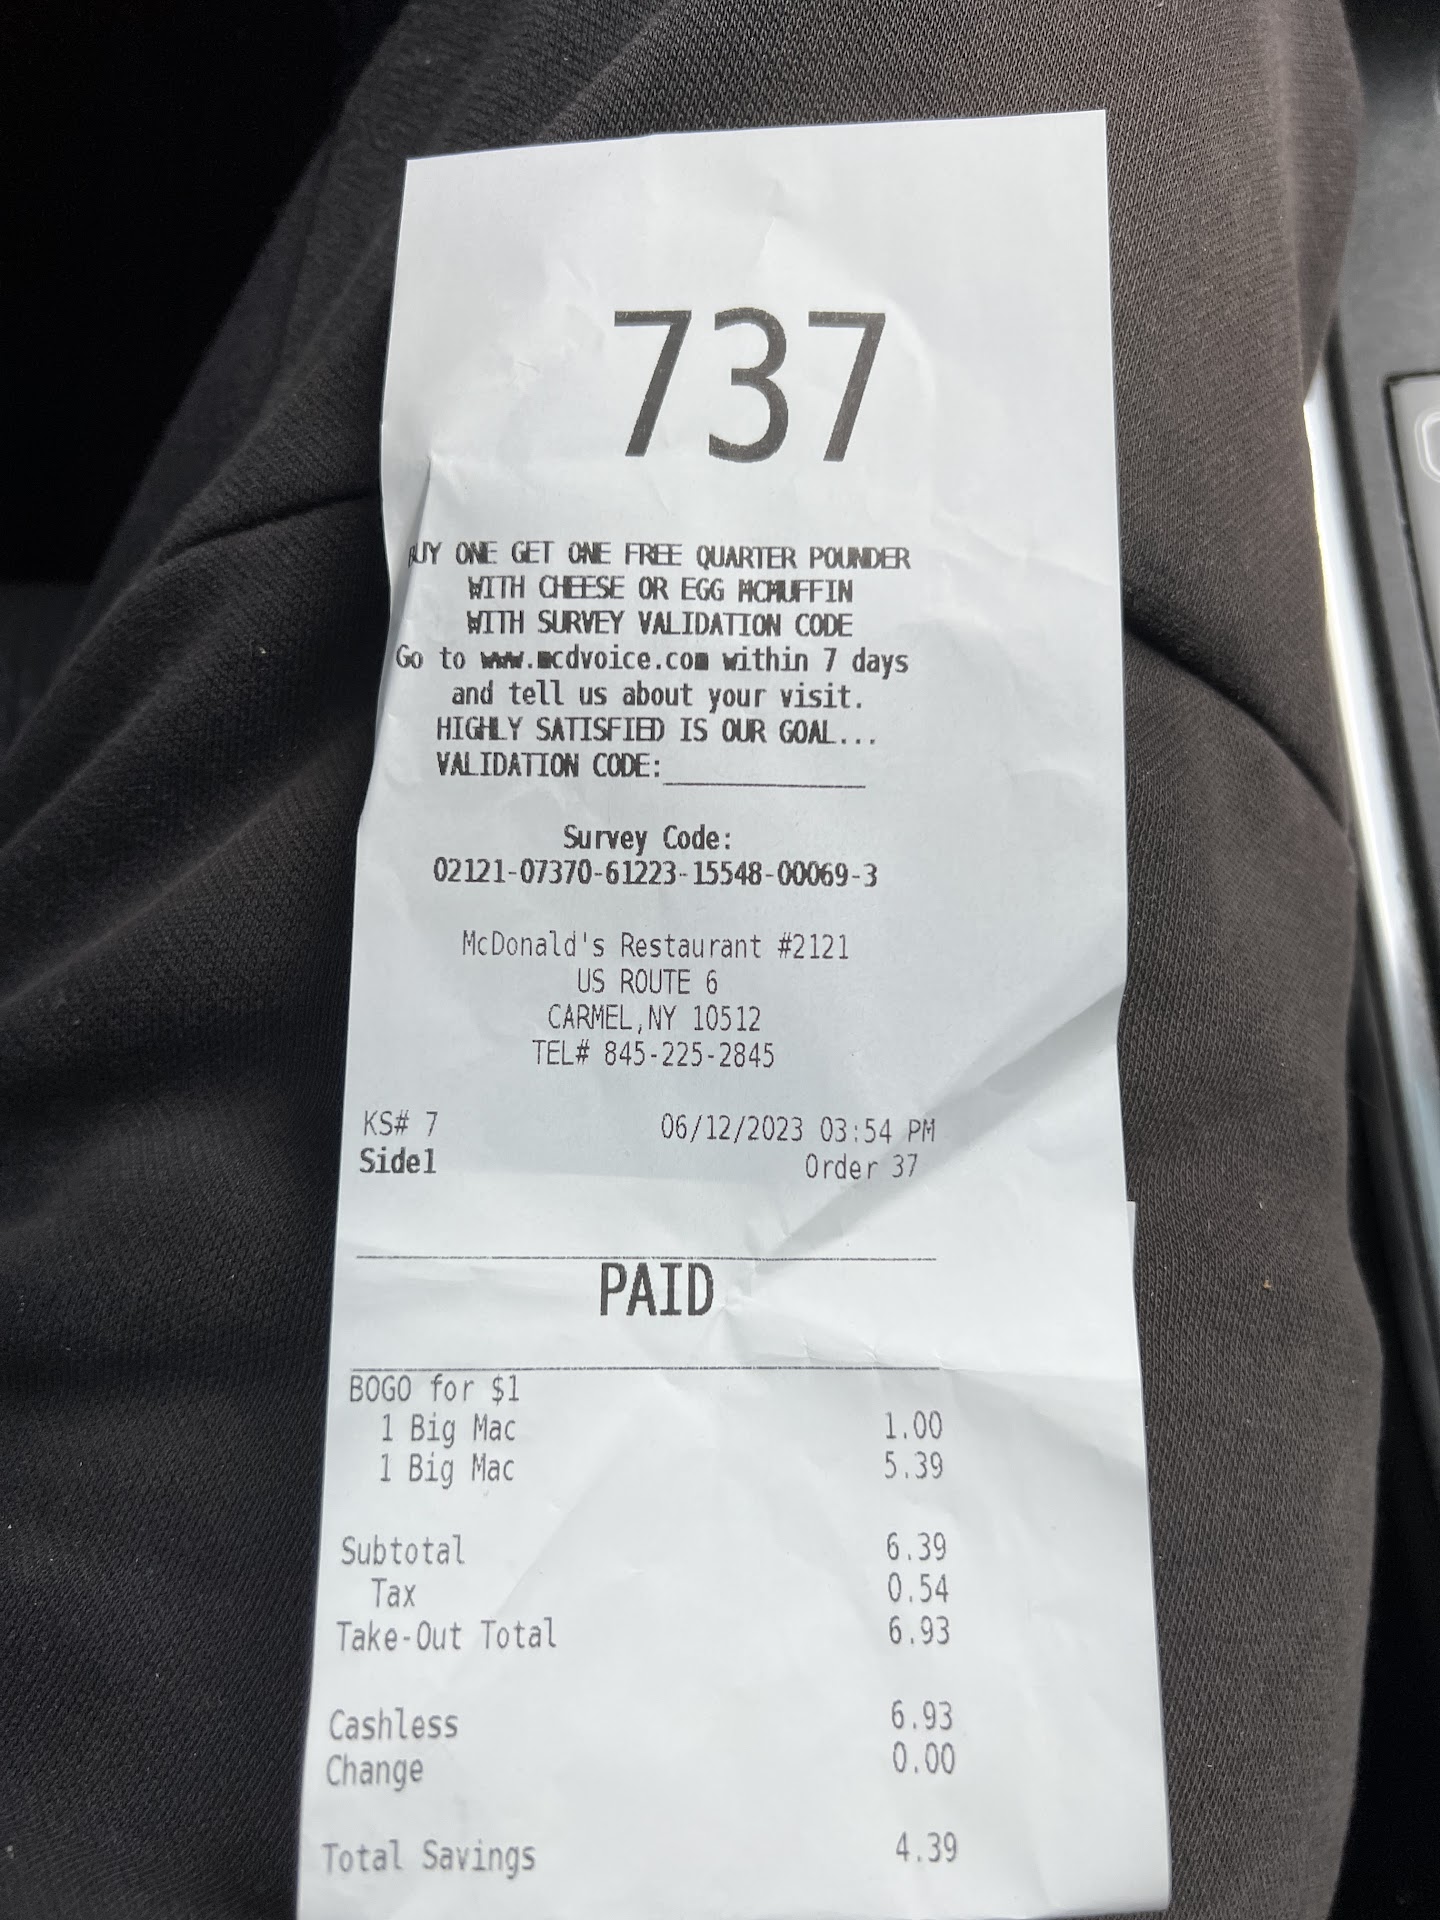 737
BUY ONE GET ONE FREE QUARTER POUNDER
WITH CHEESE OR EGG MCMUFFIN
WITH SURVEY VALIDATION CODE
Go to www.mcdvoice.com within 7 days
and tell us about your visit.
HIGHLY SATISFIED IS OUR GOAL...
VALIDATION CODE:______________
Survey Code:
02121-07370-61223-15548-00069-3
McDonald's Restaurant #2121
US ROUTE 6
CARMEL,NY 10512
TEL# 845-225-2845
KS# 7 06/12/2023 03:54 PM
Side1 Order 37
PAID
BOGO for $1
1 Big Mac 1.00
1 Big Mac 5.39
Subtotal 6.39
Tax 0.54
Take-Out Total 6.93
Cashless 6.93
Change 0.00
Total Savings 4.39